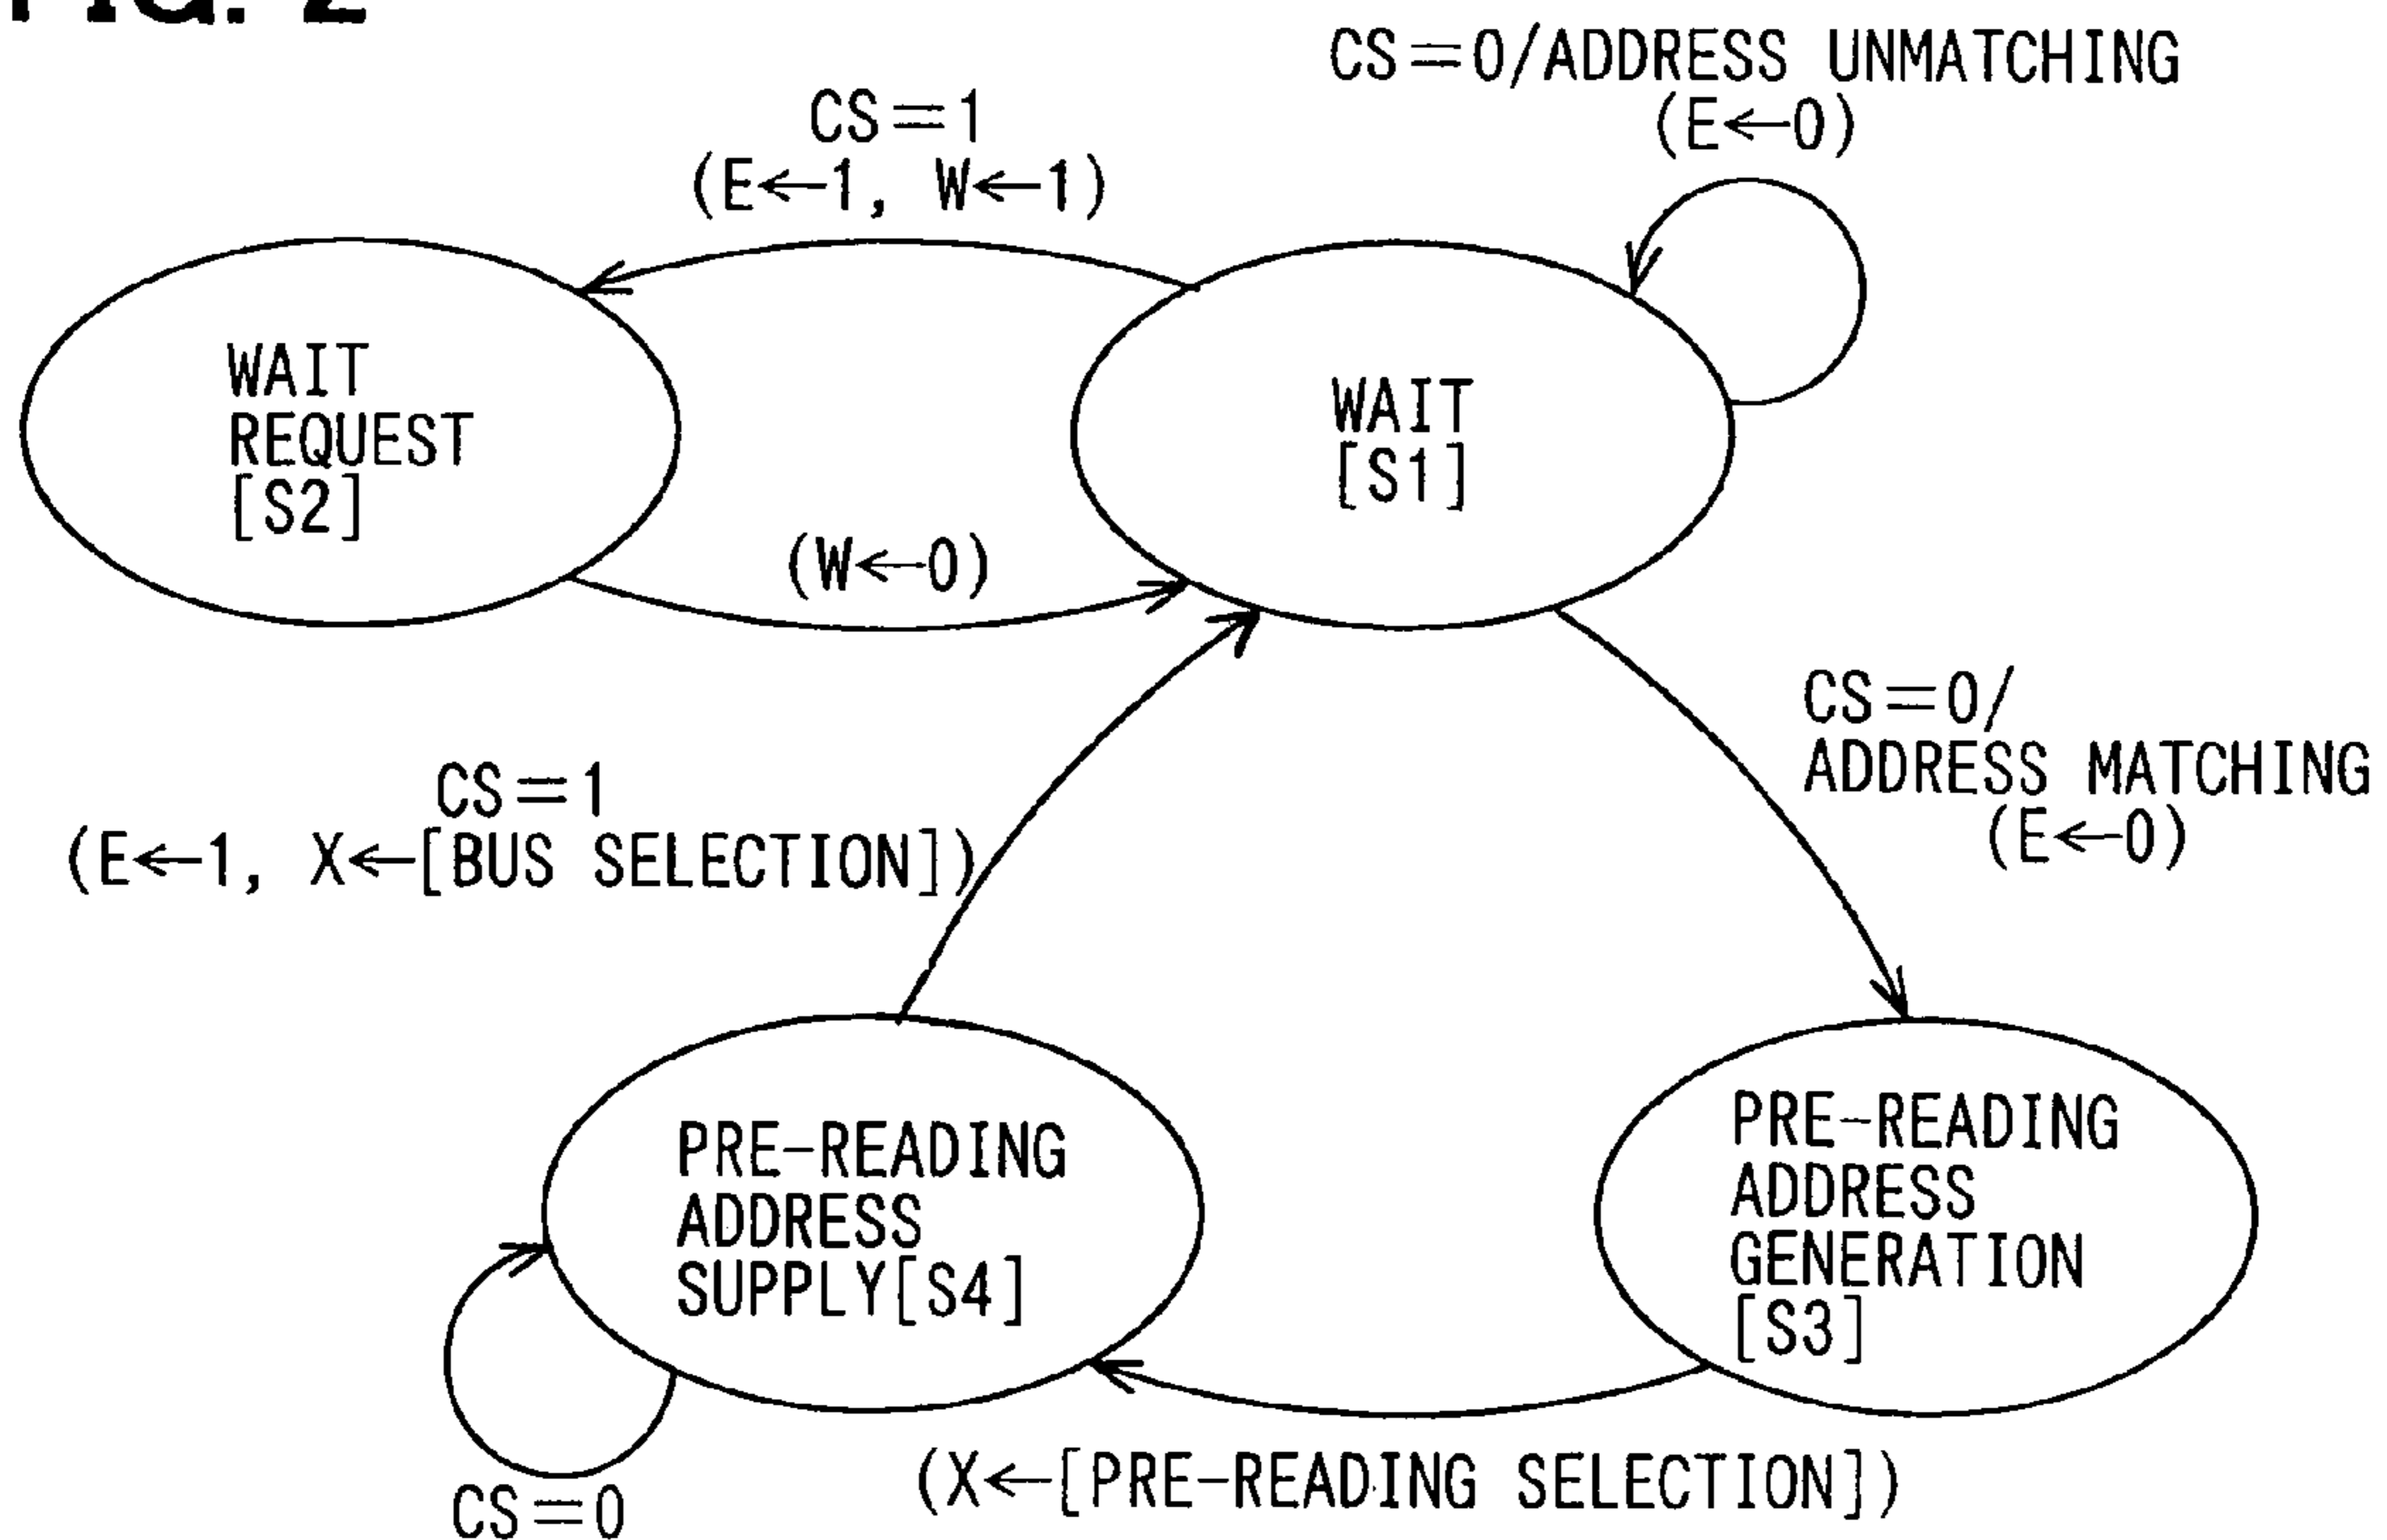 FIG. 2
CS=0/ADDRESS UNMATCHING
(E←0)
CS=1
(E←1, W←1)
WAIT
REQUEST
[S2]
WAIT
[S1]
(W←0)
CS=0/
ADDRESS MATCHING
(E←0)
CS=1
(E←1, X←[BUS SELECTION])
PRE-READING
ADDRESS
SUPPLY[S4]
PRE-READING
ADDRESS
GENERATION
[S3]
(X←[PRE-READING SELECTION])
CS=0